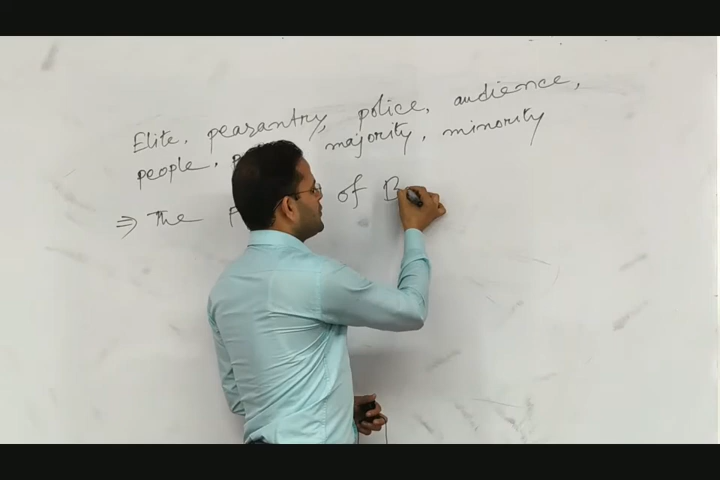 Elite, peasantry, police, audience,
people, majority, minority
⇒ The of B